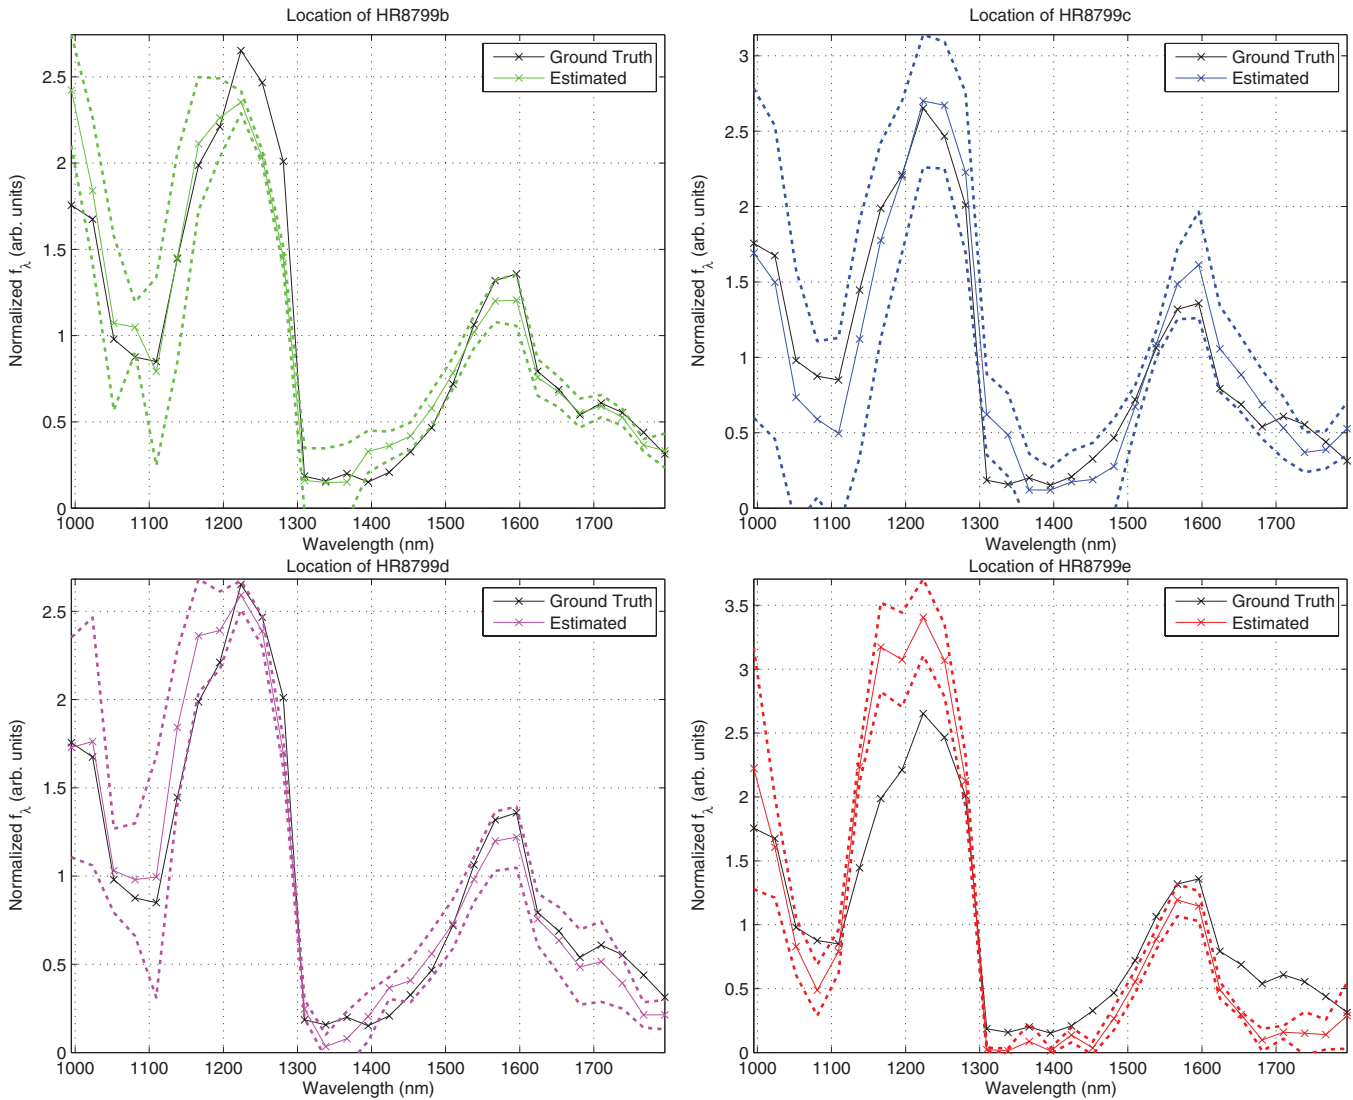 Location of HR8799b
Normalized fλ (arb. units)
2.5
2
1.5
1
0.5
0
Ground Truth
Estimated
1000 1100 1200 1300 1400 1500 1600 1700
Wavelength (nm)
Location of HR8799c
Normalized fλ (arb. units)
3
2.5
2
1.5
1
0.5
0
Ground Truth
Estimated
1000 1100 1200 1300 1400 1500 1600 1700
Wavelength (nm)
Location of HR8799d
Normalized fλ (arb. units)
2.5
2
1.5
1
0.5
0
Ground Truth
Estimated
1000 1100 1200 1300 1400 1500 1600 1700
Wavelength (nm)
Location of HR8799e
Normalized fλ (arb. units)
3.5
3
2.5
2
1.5
1
0.5
0
Ground Truth
Estimated
1000 1100 1200 1300 1400 1500 1600 1700
Wavelength (nm)